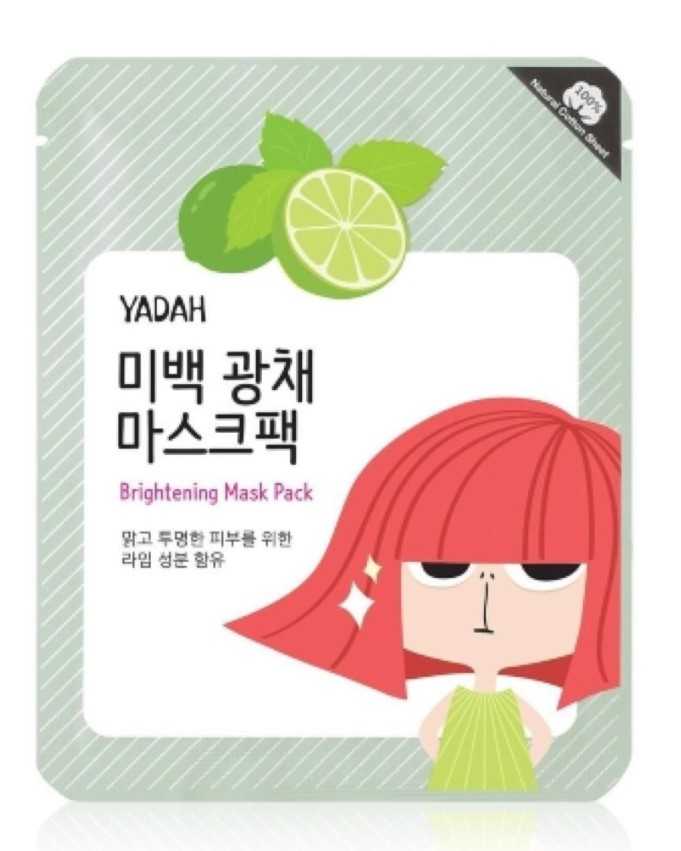 100%
Natural Cotton Sheet
YADAH
미백 광채
마스크팩
Brightening Mask Pack
맑고 투명한 피부를 위한
라임 성분 함유